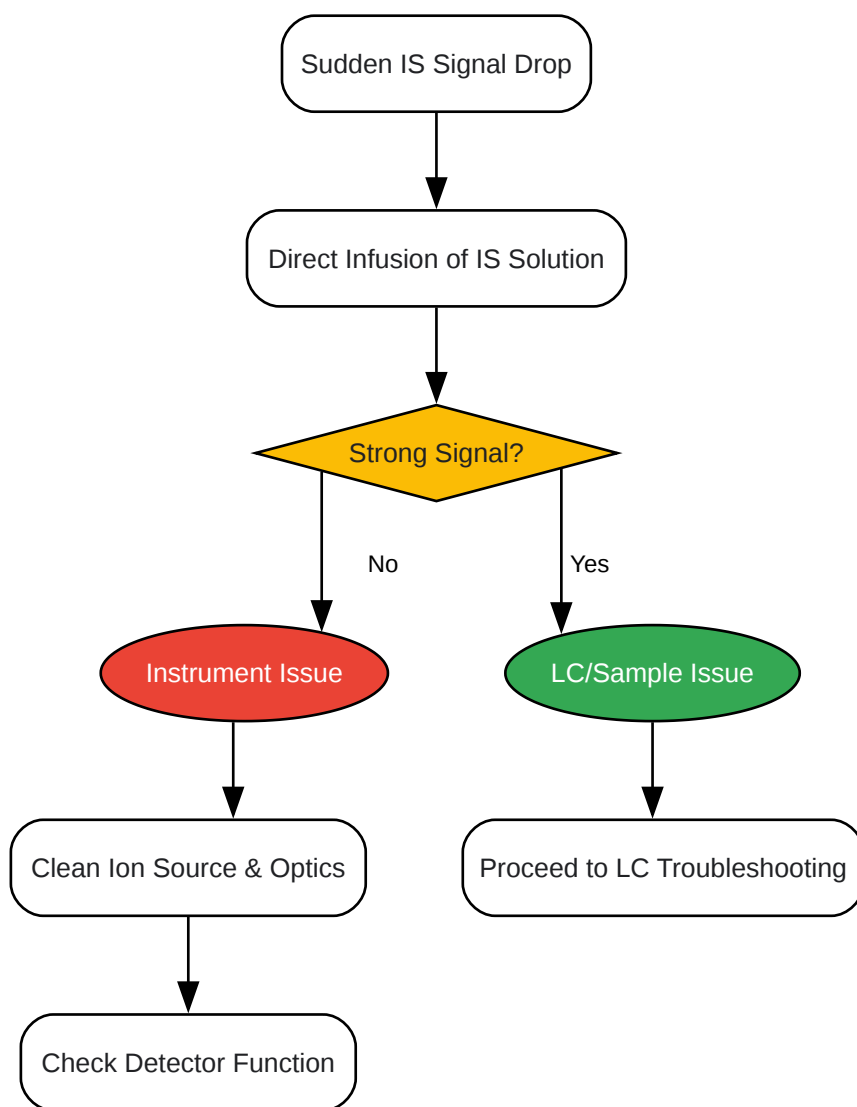 Sudden IS Signal Drop
Direct Infusion of IS Solution
Strong Signal?
No
Yes
Instrument Issue
LC/Sample Issue
Clean Ion Source & Optics
Proceed to LC Troubleshooting
Check Detector Function